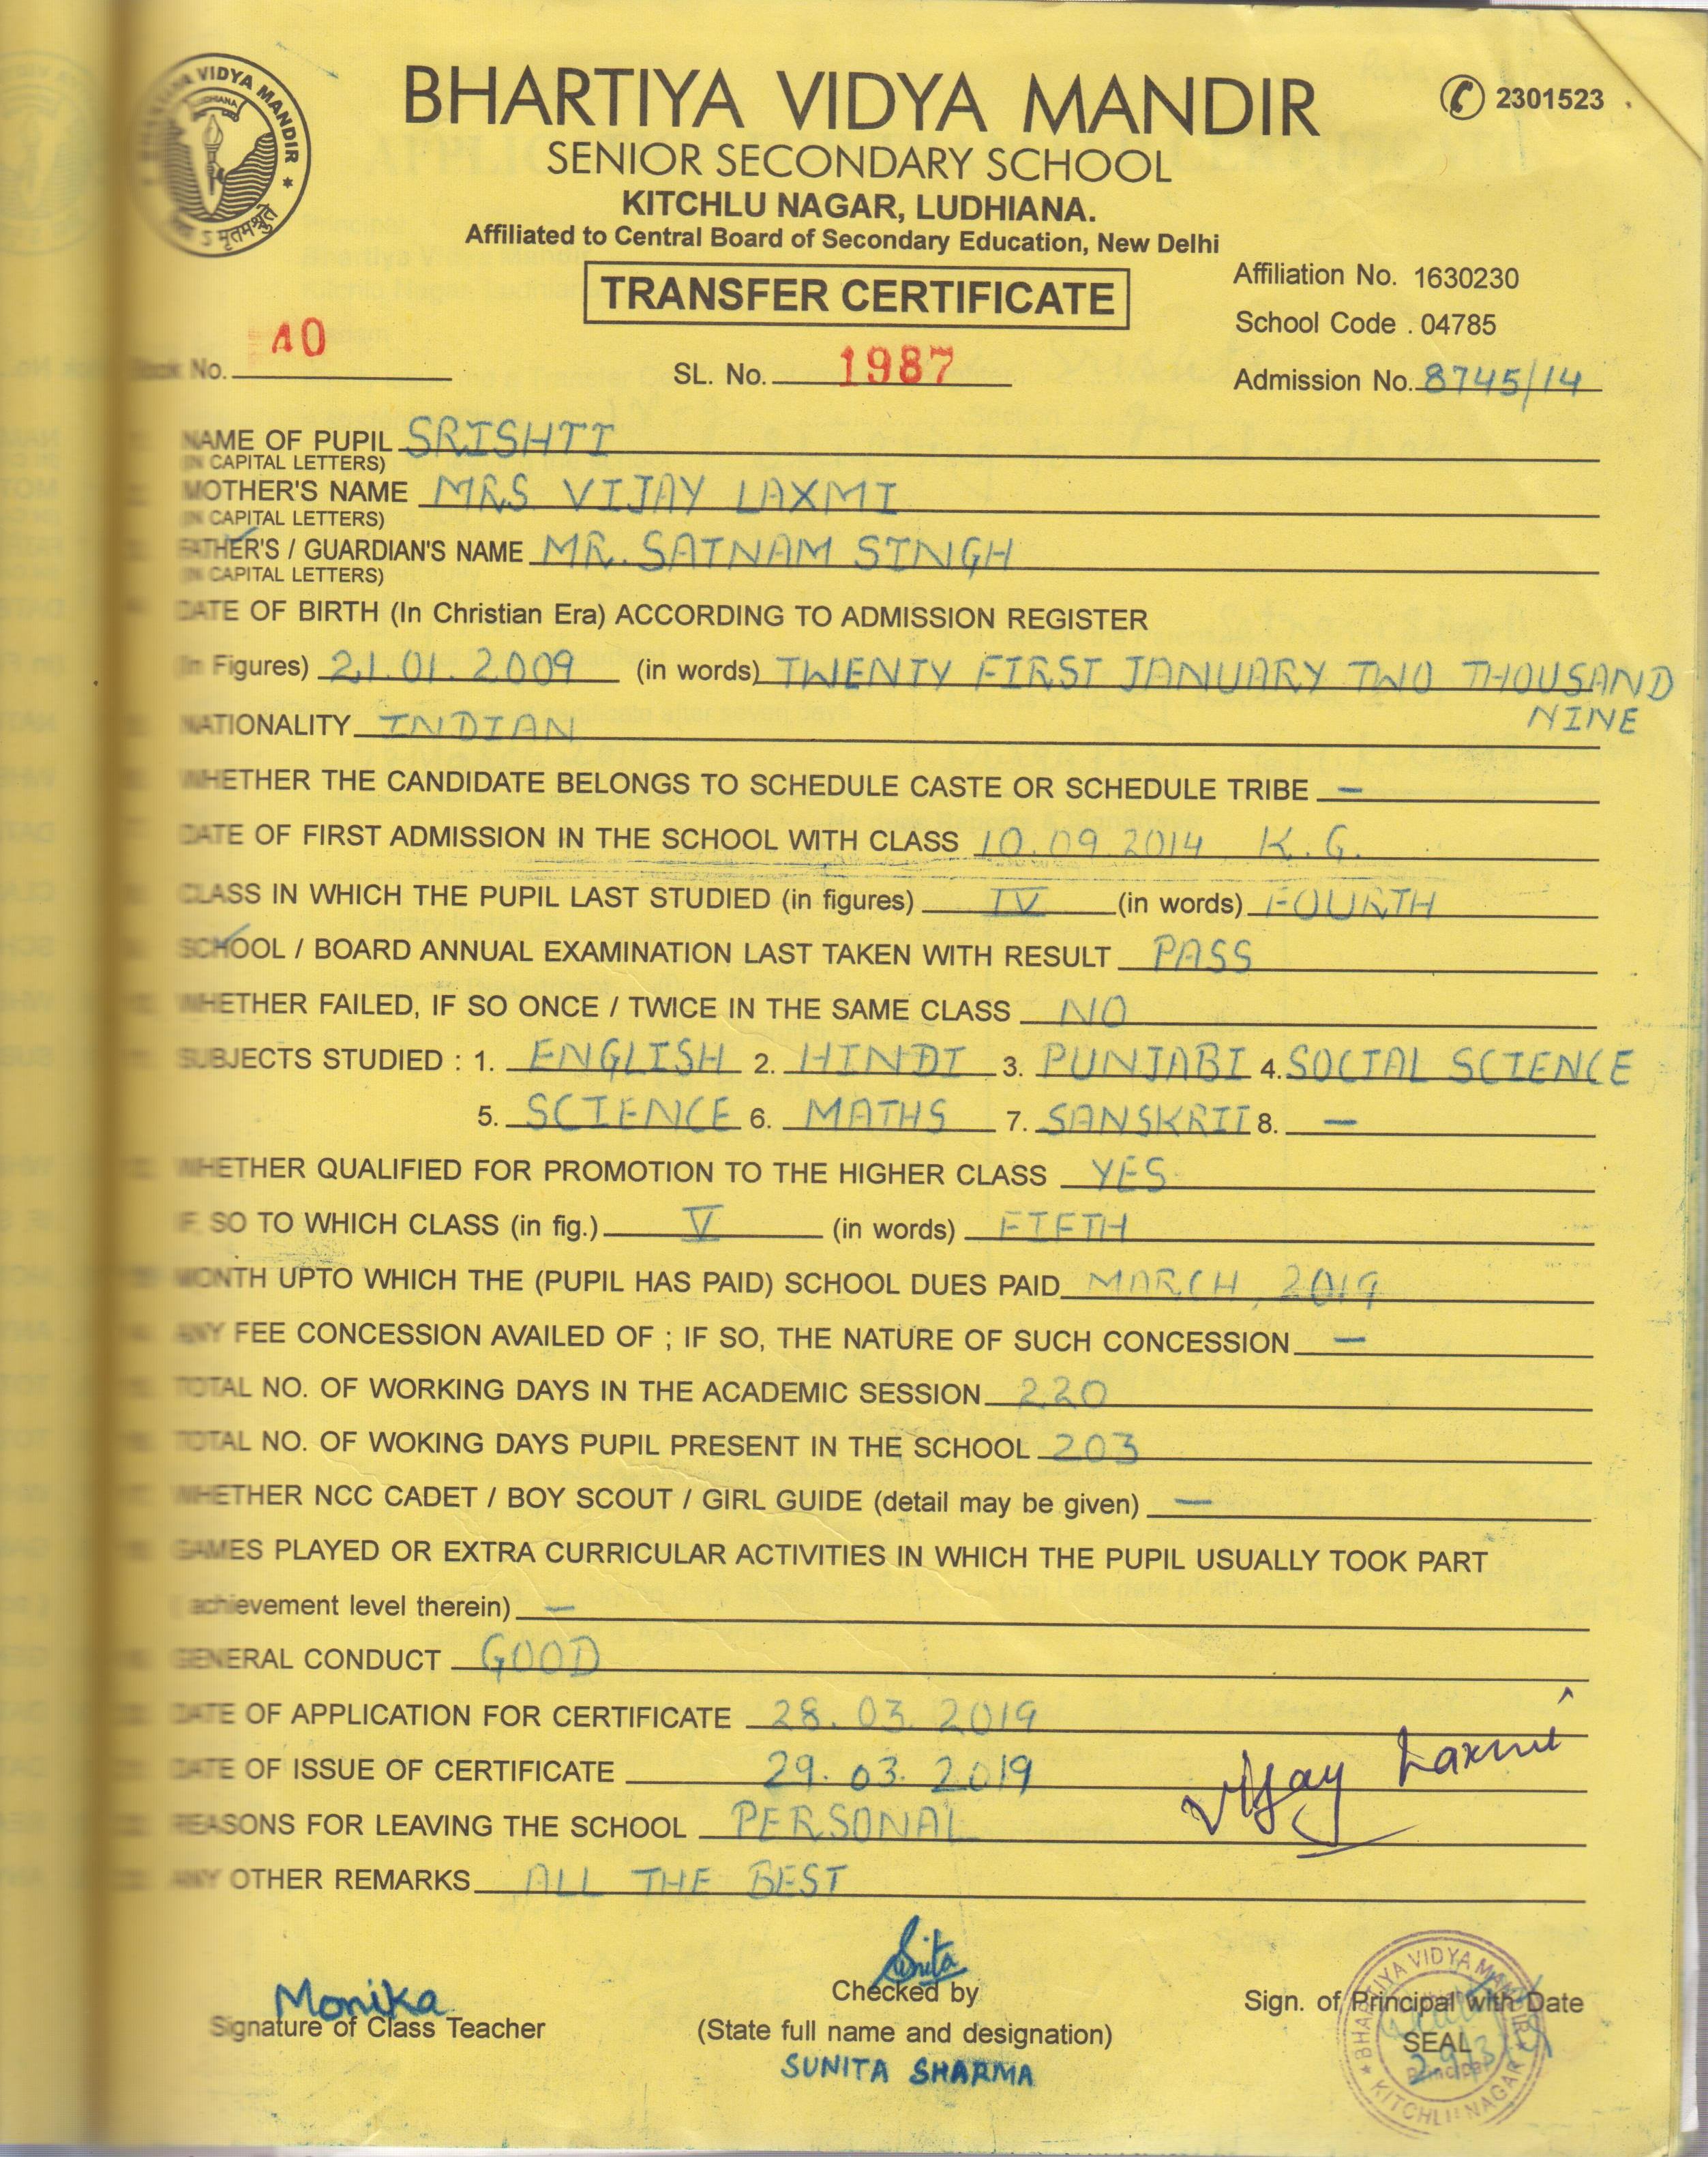 VIDYA MANDIR
LUDHIANA
BHARTIYA VIDYA MANDIR
2301523
SENIOR SECONDARY SCHOOL
KITCHLU NAGAR, LUDHIANA.
Affiliated to Central Board of Secondary Education, New Delhi
TRANSFER CERTIFICATE
Affiliation No. 1630230
School Code . 04785
Book No. 40 SL. No. 1987 Admission No. 8745/14
NAME OF PUPIL SRISHTI
(IN CAPITAL LETTERS)
MOTHER'S NAME MRS VIJAY LAXMI
(IN CAPITAL LETTERS)
FATHER'S / GUARDIAN'S NAME MR. SATNAM SINGH
(IN CAPITAL LETTERS)
DATE OF BIRTH (In Christian Era) ACCORDING TO ADMISSION REGISTER
(In Figures) 21.01.2009 (in words) TWENTY FIRST JANUARY TWO THOUSAND
NINE
NATIONALITY INDIAN
WHETHER THE CANDIDATE BELONGS TO SCHEDULE CASTE OR SCHEDULE TRIBE —
DATE OF FIRST ADMISSION IN THE SCHOOL WITH CLASS 10.09.2014 K.G.
CLASS IN WHICH THE PUPIL LAST STUDIED (in figures) IV (in words) FOURTH
SCHOOL / BOARD ANNUAL EXAMINATION LAST TAKEN WITH RESULT PASS
WHETHER FAILED, IF SO ONCE / TWICE IN THE SAME CLASS NO
SUBJECTS STUDIED : 1. ENGLISH 2. HINDI 3. PUNJABI 4. SOCIAL SCIENCE
5. SCIENCE 6. MATHS 7. SANSKRIT 8. —
WHETHER QUALIFIED FOR PROMOTION TO THE HIGHER CLASS YES
IF SO TO WHICH CLASS (in fig.) V (in words) FIFTH
MONTH UPTO WHICH THE (PUPIL HAS PAID) SCHOOL DUES PAID MARCH, 2019
ANY FEE CONCESSION AVAILED OF ; IF SO, THE NATURE OF SUCH CONCESSION —
TOTAL NO. OF WORKING DAYS IN THE ACADEMIC SESSION 220
TOTAL NO. OF WOKING DAYS PUPIL PRESENT IN THE SCHOOL 203
WHETHER NCC CADET / BOY SCOUT / GIRL GUIDE (detail may be given) —
GAMES PLAYED OR EXTRA CURRICULAR ACTIVITIES IN WHICH THE PUPIL USUALLY TOOK PART
( achievement level therein) —
GENERAL CONDUCT GOOD
DATE OF APPLICATION FOR CERTIFICATE 28.03.2019
DATE OF ISSUE OF CERTIFICATE 29.03.2019
Vijay Laxmi
REASONS FOR LEAVING THE SCHOOL PERSONAL
ANY OTHER REMARKS ALL THE BEST
Monika
Signature of Class Teacher
Sunita
Checked by
(State full name and designation)
SUNITA SHARMA
Sign. of Principal with Date
SEAL
BHARTIYA VIDYA MANDIR
Principal
KITCHLU NAGAR